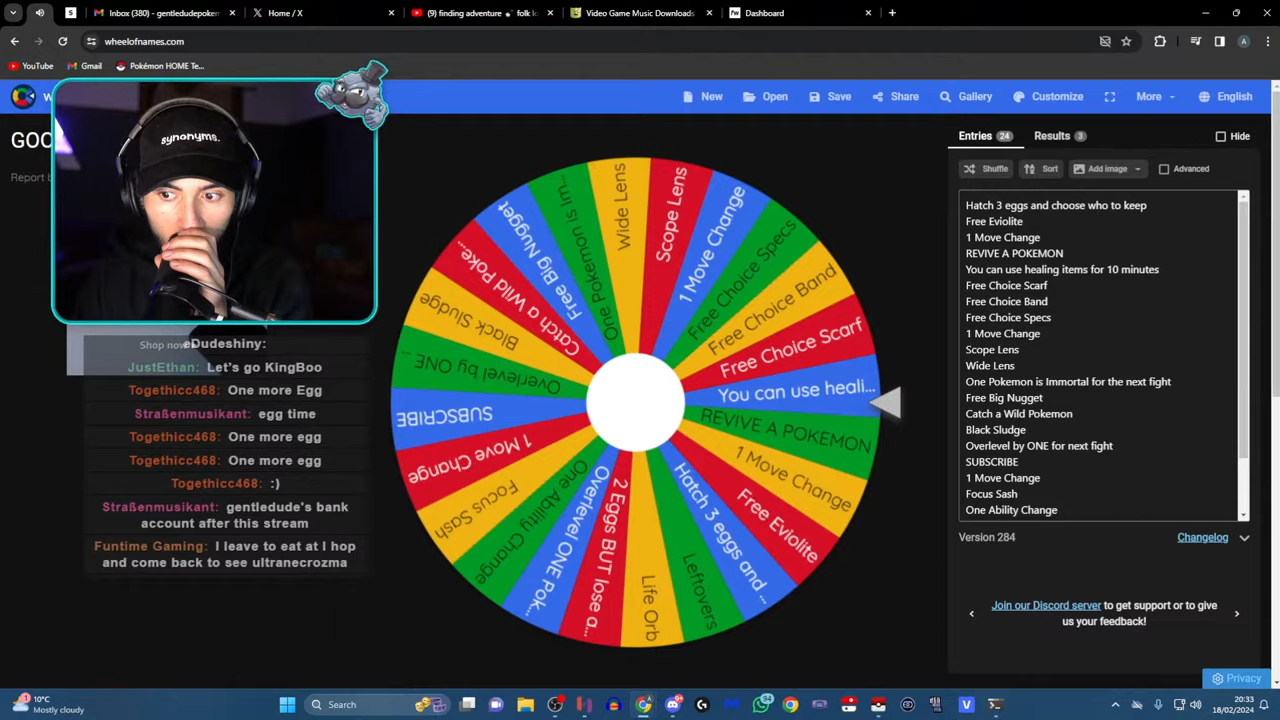 Inbox (380) - gentledudepoken
Home / X
(9) finding adventure
folk lo
Video Game Music Downloads
Dashboard
wheelofnames.com
YouTube
Gmail
Pokémon HOME Te...
New
Open
Save
Share
Gallery
Customize
More
English
GOO
Report b
synonyms.
Entries 24
Results 3
Hide
Shuffle
Sort
Add image
Advanced
Hatch 3 eggs and choose who to keep
Free Eviolite
1 Move Change
REVIVE A POKEMON
You can use healing items for 10 minutes
Free Choice Scarf
Free Choice Band
Free Choice Specs
1 Move Change
Scope Lens
Wide Lens
One Pokemon is Immortal for the next fight
Free Big Nugget
Catch a Wild Pokemon
Black Sludge
Overlevel by ONE for next fight
SUBSCRIBE
1 Move Change
Focus Sash
One Ability Change
Version 284
Changelog
Join our Discord server to get support or to give
us your feedback!
Privacy
Wide Lens
Scope Lens
1 Move Change
Free Choice Specs
Free Choice Band
Free Choice Scarf
You can use heali...
REVIVE A POKEMON
1 Move Change
Free Eviolite
Hatch 3 eggs and ...
Leftovers
Life Orb
2 Eggs BUT lose a...
Overlevel ONE Pok...
One Ability Change
Focus Sash
1 Move Change
SUBSCRIBE
Overlevel by ONE ...
Black Sludge
Catch a Wild Poke...
Free Big Nugget
One Pokemon is Im...
Shop now
eDudeshiny:
JustEthan: Let's go KingBoo
Togethicc468: One more Egg
Straßenmusikant: egg time
Togethicc468: One more egg
Togethicc468: One more egg
Togethicc468: :)
Straßenmusikant: gentledude's bank
account after this stream
Funtime Gaming: I leave to eat at I hop
and come back to see ultranecrozma
10°C
Mostly cloudy
Search
20:33
18/02/2024